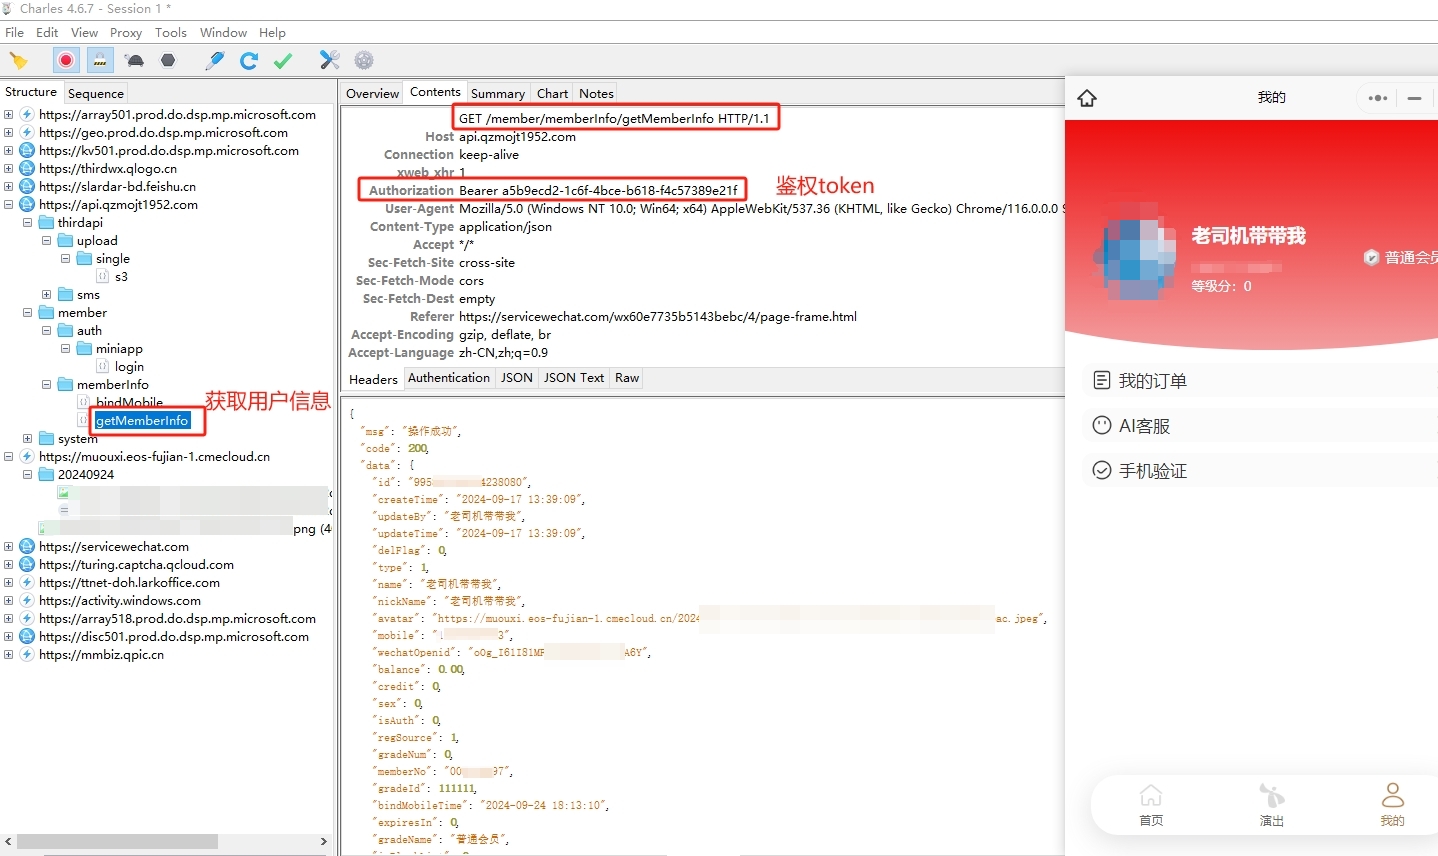 Charles 4.6.7 - Session 1 *
File Edit View Proxy Tools Window Help
Structure Sequence
https://array501.prod.do.dsp.mp.microsoft.com
https://geo.prod.do.dsp.mp.microsoft.com
https://kv501.prod.do.dsp.mp.microsoft.com
https://thirdwx.qlogo.cn
https://slardar-bd.feishu.cn
https://api.qzmojt1952.com
thirdapi
upload
single
s3
sms
member
auth
miniapp
login
memberInfo
bindMobile
获取用户信息
getMemberInfo
system
https://muouxi.eos-fujian-1.cmecloud.cn
20240924
png (4
https://servicewechat.com
https://turing.captcha.qcloud.com
https://ttnet-doh.larkoffice.com
https://activity.windows.com
https://array518.prod.do.dsp.mp.microsoft.com
https://disc501.prod.do.dsp.mp.microsoft.com
https://mmbiz.qpic.cn
Overview Contents Summary Chart Notes
GET /member/memberInfo/getMemberInfo HTTP/1.1
Host api.qzmojt1952.com
Connection keep-alive
xweb_xhr 1
Authorization Bearer a5b9ecd2-1c6f-4bce-b618-f4c57389e21f
鉴权token
User-Agent Mozilla/5.0 (Windows NT 10.0; Win64; x64) AppleWebKit/537.36 (KHTML, like Gecko) Chrome/116.0.0.0
Content-Type application/json
Accept */*
Sec-Fetch-Site cross-site
Sec-Fetch-Mode cors
Sec-Fetch-Dest empty
Referer https://servicewechat.com/wx60e7735b5143bebc/4/page-frame.html
Accept-Encoding gzip, deflate, br
Accept-Language zh-CN,zh;q=0.9
Headers Authentication JSON JSON Text Raw
{
"msg": "操作成功",
"code": 200,
"data": {
"id": "995 4238080",
"createTime": "2024-09-17 13:39:09",
"updateBy": "老司机带带我",
"updateTime": "2024-09-17 13:39:09",
"delFlag": 0,
"type": 1,
"name": "老司机带带我",
"nickName": "老司机带带我",
"avatar": "https://muouxi.eos-fujian-1.cmecloud.cn/2024 ac.jpeg",
"mobile": " 3",
"wechatOpenid": "oOg_I61I81MF A6Y",
"balance": 0.00,
"credit": 0,
"sex": 0,
"isAuth": 0,
"regSource": 1,
"gradeNum": 0,
"memberNo": "00 97",
"gradeId": 111111,
"bindMobileTime": "2024-09-24 18:13:10",
"expiresIn": 0,
"gradeName": "普通会员",
我的
老司机带带我
普通会员
等级分：0
我的订单
AI客服
手机验证
首页 演出 我的